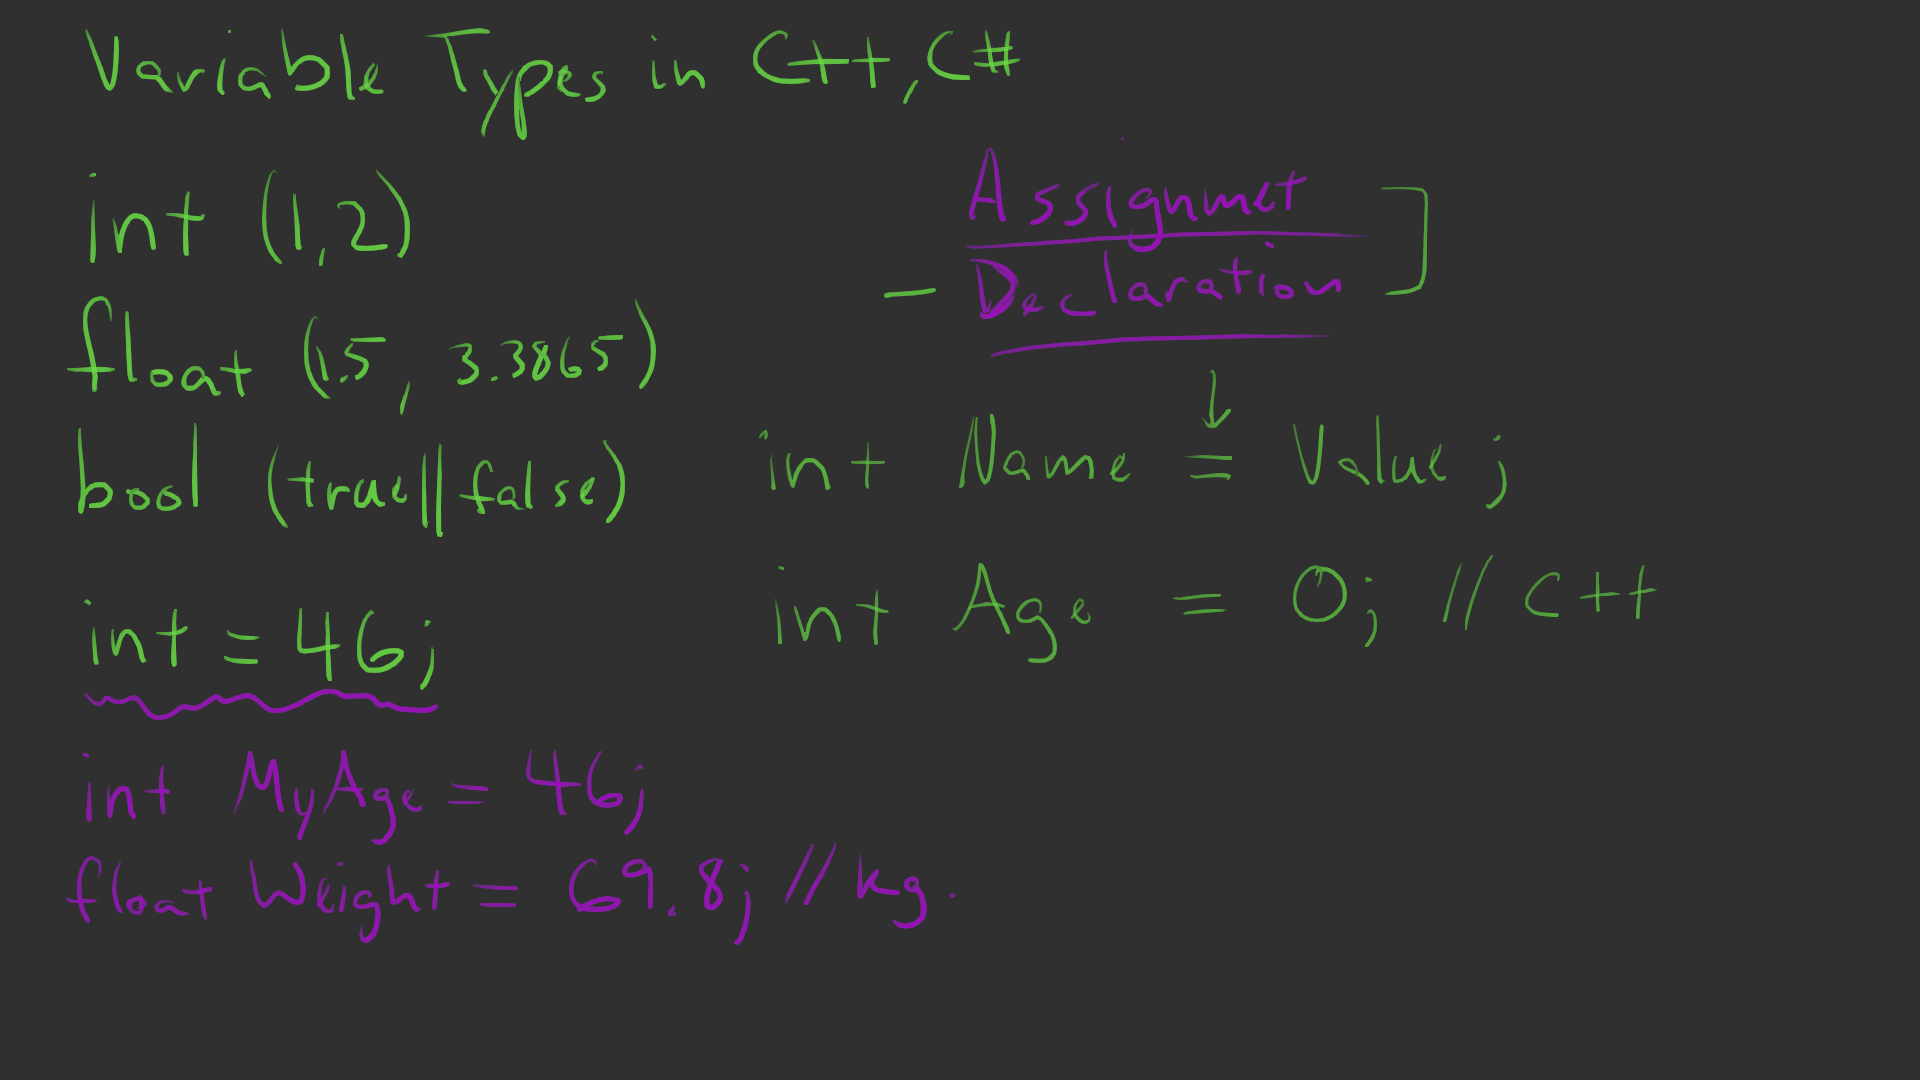 Variable Types in C++, C#
int (1,2)
float (1.5, 3.3865)
bool (true||false)
int = 46;
int MyAge = 46;
float Weight = 69.8; //kg.
Assignmet
- Declaration
int Name = Value;
int Age = 0; // C++